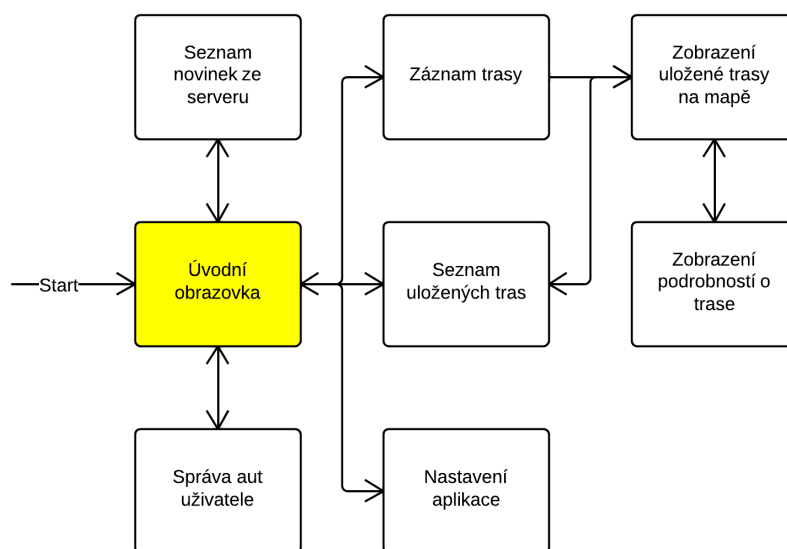 Seznam
novinek ze
serveru
Záznam trasy
Zobrazení
uložené trasy
na mapě
Start
Úvodní
obrazovka
Seznam
uložených tras
Zobrazení
podrobností o
trase
Správa aut
uživatele
Nastavení
aplikace